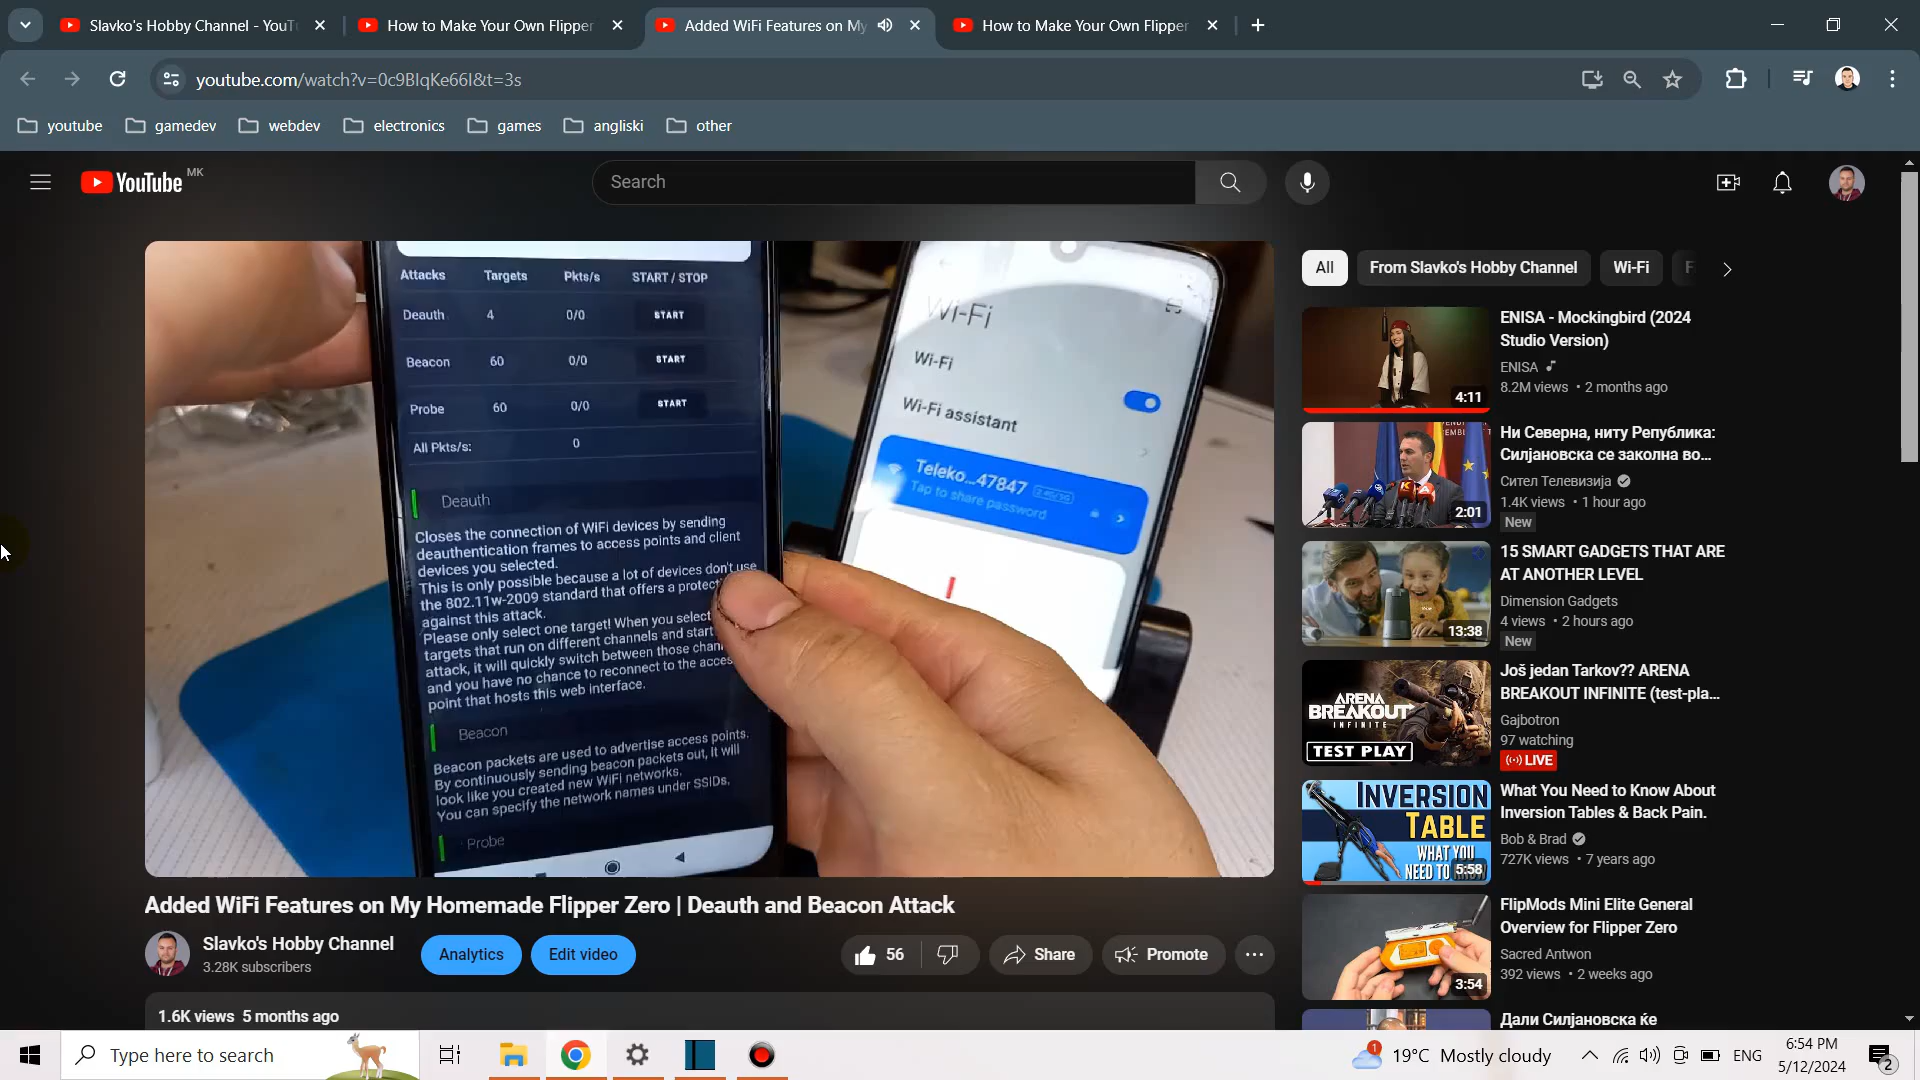 Slavko's Hobby Channel - YouT
How to Make Your Own Flipper
Added WiFi Features on My
How to Make Your Own Flipper
youtube.com/watch?v=0c9BIqKe66I&t=3s
youtube
gamedev
webdev
electronics
games
angliski
other
YouTube MK
Search
Attacks Targets Pkts/s START / STOP
Deauth 4 0/0 START
Beacon 60 0/0 START
Probe 60 0/0 START
All Pkts/s: 0
Deauth
Closes the connection of WiFi devices by sending
deauthentication frames to access points and client
devices you selected.
This is only possible because a lot of devices don't use
the 802.11w-2009 standard that offers a protecti
against this attack.
Please only select one target! When you select
targets that run on different channels and start
attack, it will quickly switch between those chan
and you have no chance to reconnect to the acces
point that hosts this web interface.
Beacon
Beacon packets are used to advertise access points.
By continuously sending beacon packets out, it will
look like you created new WiFi networks.
You can specify the network names under SSIDs.
Probe
Wi-Fi
Wi-Fi
Wi-Fi assistant
Teleko...47847
Tap to share password
Added WiFi Features on My Homemade Flipper Zero | Deauth and Beacon Attack
Slavko's Hobby Channel
3.28K subscribers
Analytics
Edit video
56
Share
Promote
1.6K views 5 months ago
All
From Slavko's Hobby Channel
Wi-Fi
F
4:11
ENISA - Mockingbird (2024
Studio Version)
ENISA
8.2M views • 2 months ago
2:01
Ни Северна, ниту Република:
Силјановска се заколна во...
Сител Телевизија
1.4K views • 1 hour ago
New
13:38
15 SMART GADGETS THAT ARE
AT ANOTHER LEVEL
Dimension Gadgets
4 views • 2 hours ago
New
ARENA
BREAKOUT
INFINITE
TEST PLAY
Još jedan Tarkov?? ARENA
BREAKOUT INFINITE (test-pla...
Gajbotron
97 watching
LIVE
INVERSION
TABLE
WHAT YOU
NEED TO
5:58
What You Need to Know About
Inversion Tables & Back Pain.
Bob & Brad
727K views • 7 years ago
3:54
FlipMods Mini Elite General
Overview for Flipper Zero
Sacred Antwon
392 views • 2 weeks ago
Дали Силјановска ќе
Type here to search
1
19°C Mostly cloudy
ENG
6:54 PM
5/12/2024
2